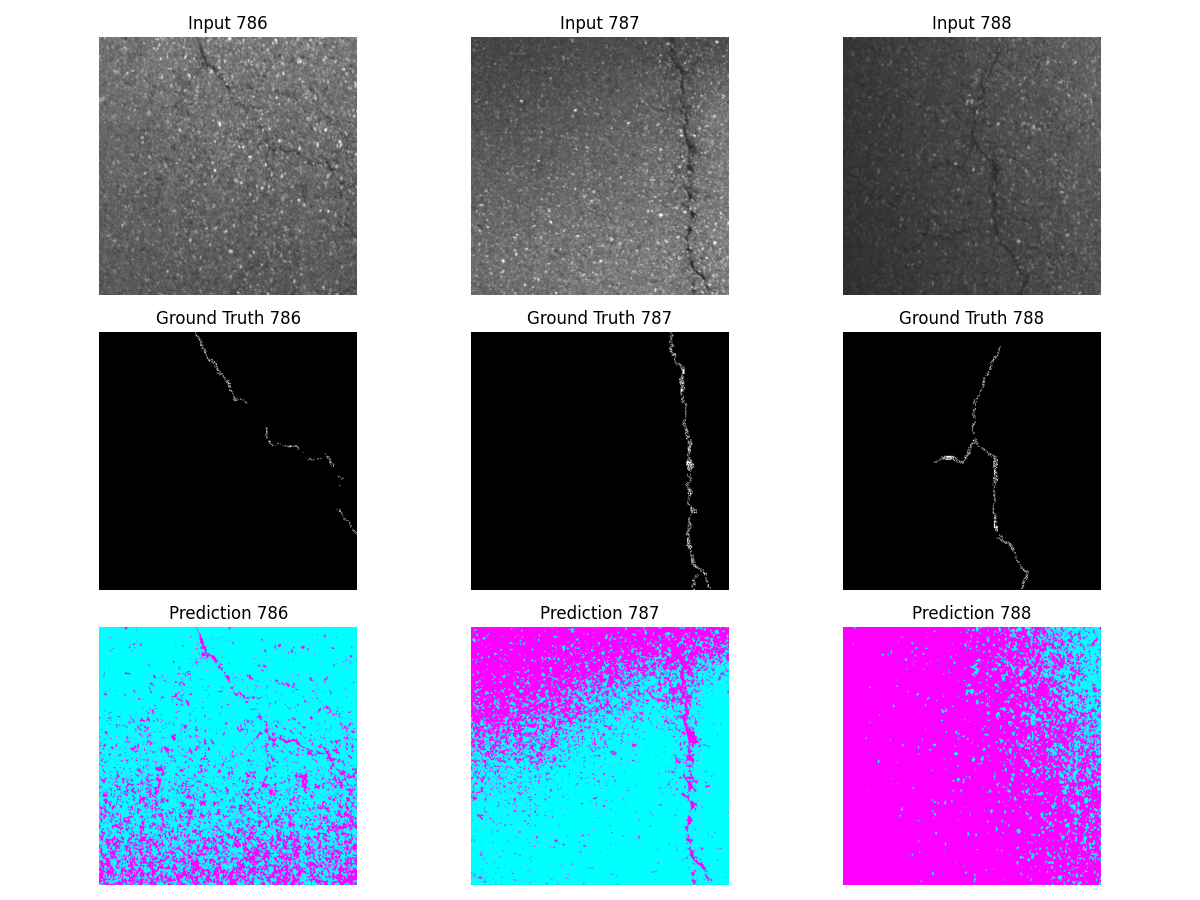 Input 786
Input 787
Input 788
Ground Truth 786
Ground Truth 787
Ground Truth 788
Prediction 786
Prediction 787
Prediction 788